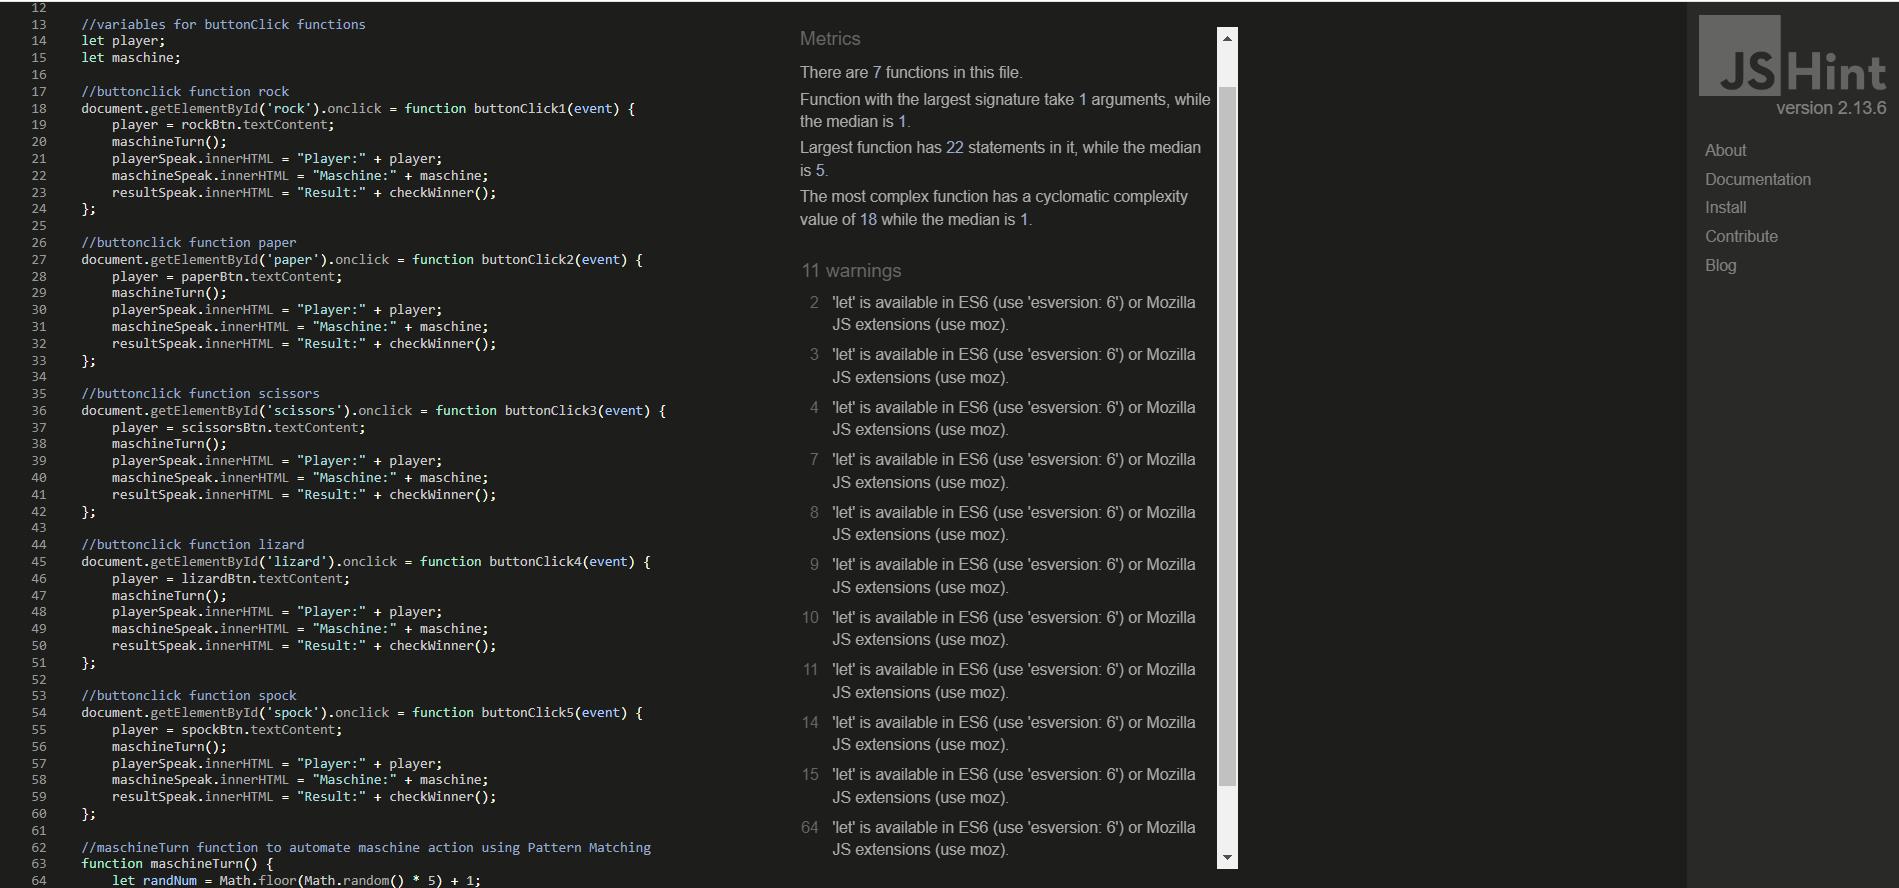 12
13 //variables for buttonClick functions
14 let player;
15 let maschine;
16
17 //buttonclick function rock
18 document.getElementById('rock').onclick = function buttonClick1(event) {
19 player = rockBtn.textContent;
20 maschineTurn();
21 playerSpeak.innerHTML = "Player:" + player;
22 maschineSpeak.innerHTML = "Maschine:" + maschine;
23 resultSpeak.innerHTML = "Result:" + checkWinner();
24 };
25
26 //buttonclick function paper
27 document.getElementById('paper').onclick = function buttonClick2(event) {
28 player = paperBtn.textContent;
29 maschineTurn();
30 playerSpeak.innerHTML = "Player:" + player;
31 maschineSpeak.innerHTML = "Maschine:" + maschine;
32 resultSpeak.innerHTML = "Result:" + checkWinner();
33 };
34
35 //buttonclick function scissors
36 document.getElementById('scissors').onclick = function buttonClick3(event) {
37 player = scissorsBtn.textContent;
38 maschineTurn();
39 playerSpeak.innerHTML = "Player:" + player;
40 maschineSpeak.innerHTML = "Maschine:" + maschine;
41 resultSpeak.innerHTML = "Result:" + checkWinner();
42 };
43
44 //buttonclick function lizard
45 document.getElementById('lizard').onclick = function buttonClick4(event) {
46 player = lizardBtn.textContent;
47 maschineTurn();
48 playerSpeak.innerHTML = "Player:" + player;
49 maschineSpeak.innerHTML = "Maschine:" + maschine;
50 resultSpeak.innerHTML = "Result:" + checkWinner();
51 };
52
53 //buttonclick function spock
54 document.getElementById('spock').onclick = function buttonClick5(event) {
55 player = spockBtn.textContent;
56 maschineTurn();
57 playerSpeak.innerHTML = "Player:" + player;
58 maschineSpeak.innerHTML = "Maschine:" + maschine;
59 resultSpeak.innerHTML = "Result:" + checkWinner();
60 };
61
62 //maschineTurn function to automate maschine action using Pattern Matching
63 function maschineTurn() {
64 let randNum = Math.floor(Math.random() * 5) + 1;
Metrics
There are 7 functions in this file.
Function with the largest signature take 1 arguments, while
the median is 1.
Largest function has 22 statements in it, while the median
is 5.
The most complex function has a cyclomatic complexity
value of 18 while the median is 1.
11 warnings
2 'let' is available in ES6 (use 'esversion: 6') or Mozilla
JS extensions (use moz).
3 'let' is available in ES6 (use 'esversion: 6') or Mozilla
JS extensions (use moz).
4 'let' is available in ES6 (use 'esversion: 6') or Mozilla
JS extensions (use moz).
7 'let' is available in ES6 (use 'esversion: 6') or Mozilla
JS extensions (use moz).
8 'let' is available in ES6 (use 'esversion: 6') or Mozilla
JS extensions (use moz).
9 'let' is available in ES6 (use 'esversion: 6') or Mozilla
JS extensions (use moz).
10 'let' is available in ES6 (use 'esversion: 6') or Mozilla
JS extensions (use moz).
11 'let' is available in ES6 (use 'esversion: 6') or Mozilla
JS extensions (use moz).
14 'let' is available in ES6 (use 'esversion: 6') or Mozilla
JS extensions (use moz).
15 'let' is available in ES6 (use 'esversion: 6') or Mozilla
JS extensions (use moz).
64 'let' is available in ES6 (use 'esversion: 6') or Mozilla
JS extensions (use moz).
JSHint
version 2.13.6
About
Documentation
Install
Contribute
Blog